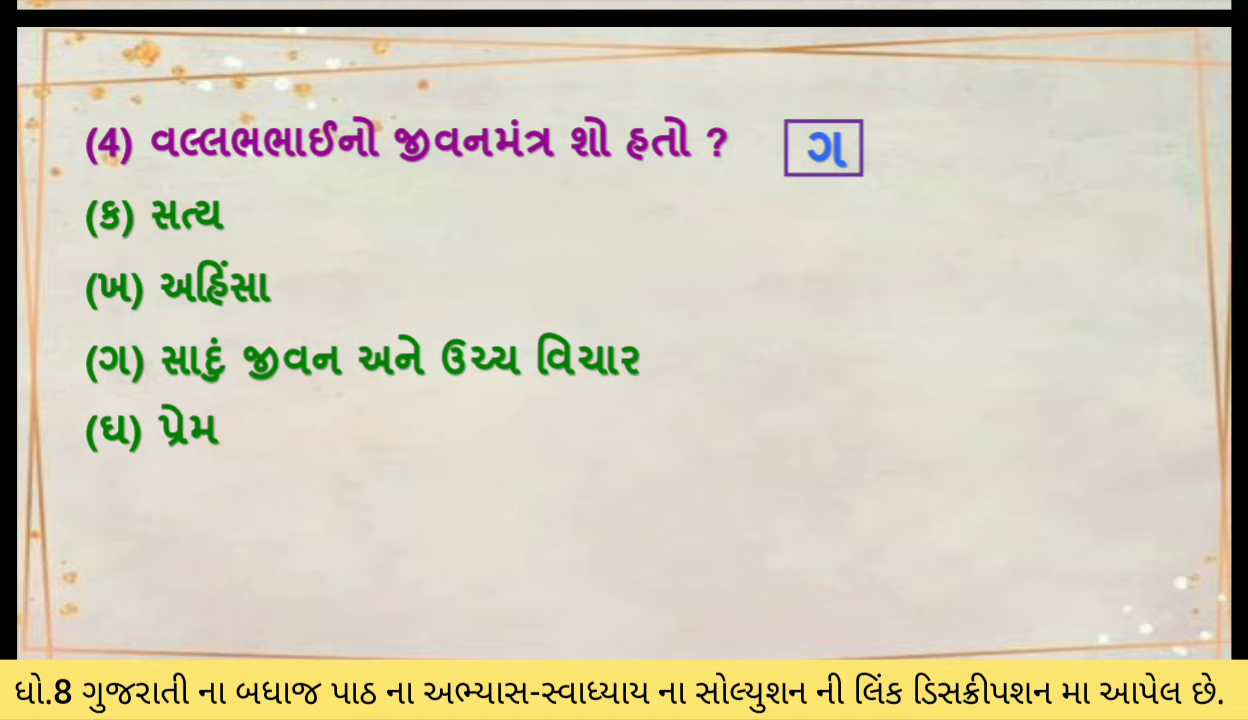 (4) વલ્લભભાઈનો જીવનમંત્ર શો હતો ? ગ
(ક) સત્ય
(ખ) અહિંસા
(ગ) સાદું જીવન અને ઉચ્ચ વિચાર
(ઘ) પ્રેમ
ધો.8 ગુજરાતી ના બધાજ પાઠ ના અભ્યાસ-સ્વાધ્યાય ના સોલ્યુશન ની લિંક ડિસક્રીપશન મા આપેલ છે.